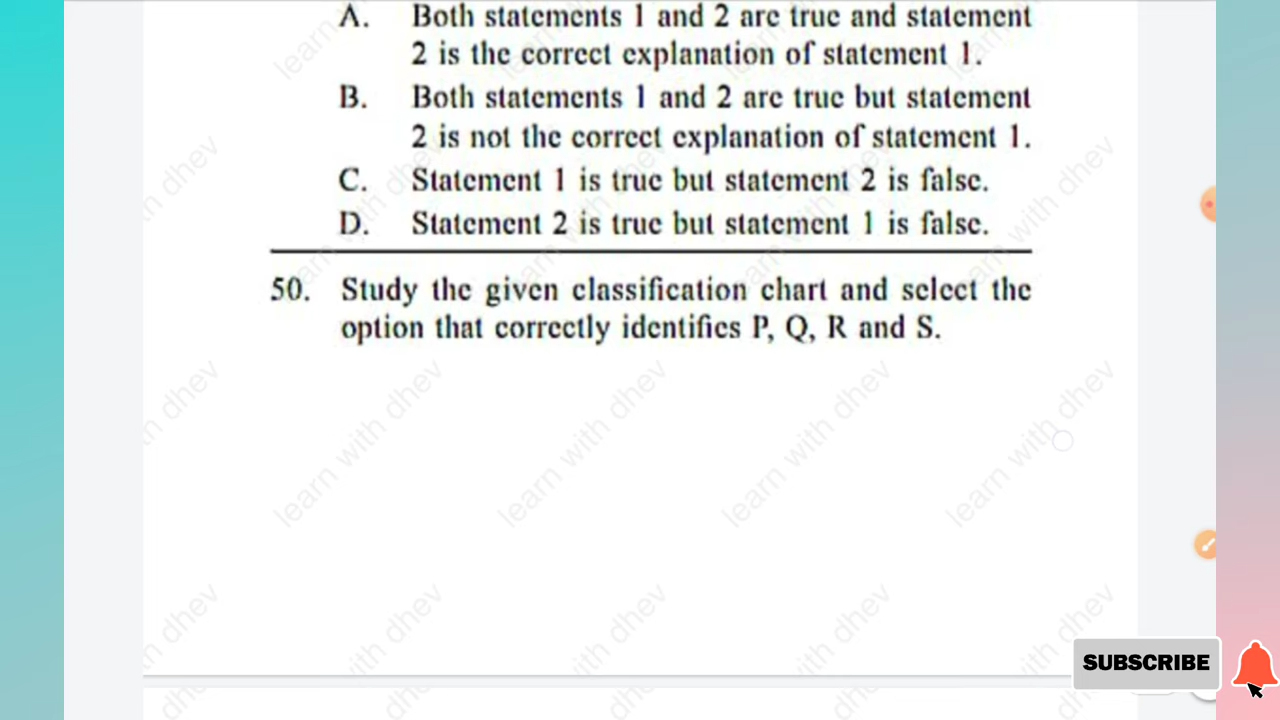 A. Both statements 1 and 2 are true and statement
2 is the correct explanation of statement 1.
B. Both statements 1 and 2 are true but statement
2 is not the correct explanation of statement 1.
C. Statement 1 is true but statement 2 is false.
D. Statement 2 is true but statement 1 is false.
50. Study the given classification chart and select the
option that correctly identifies P, Q, R and S.
learn with dhev
SUBSCRIBE